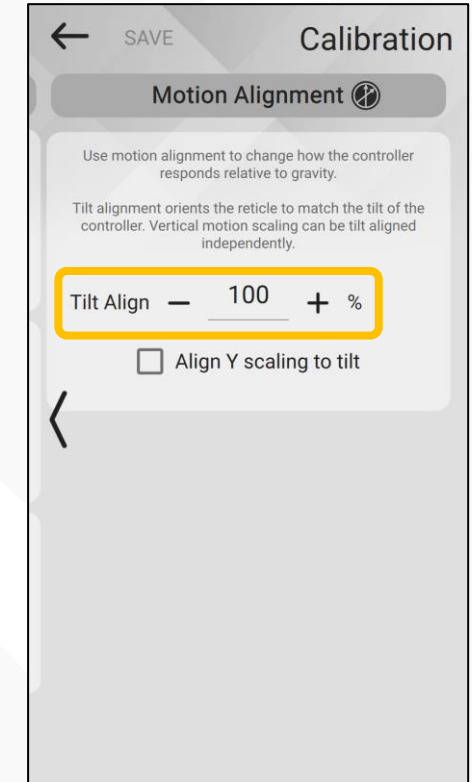 SAVE Calibration
Motion Alignment
Use motion alignment to change how the controller
responds relative to gravity.
Tilt alignment orients the reticle to match the tilt of the
controller. Vertical motion scaling can be tilt aligned
independently.
Tilt Align − 100 + %
Align Y scaling to tilt